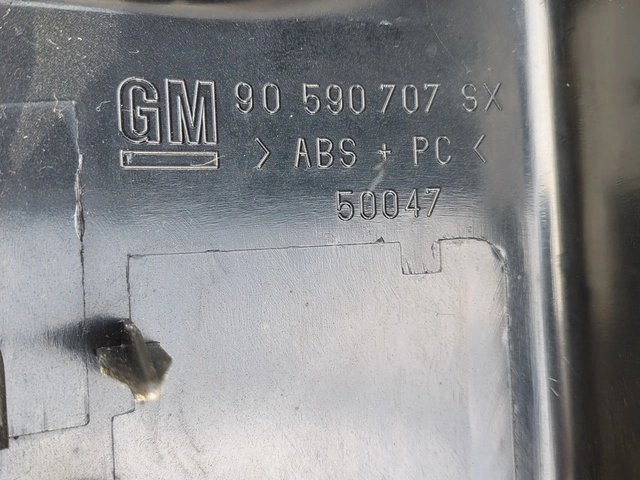 GM 90 590 707 SX
> ABS + PC <
50047